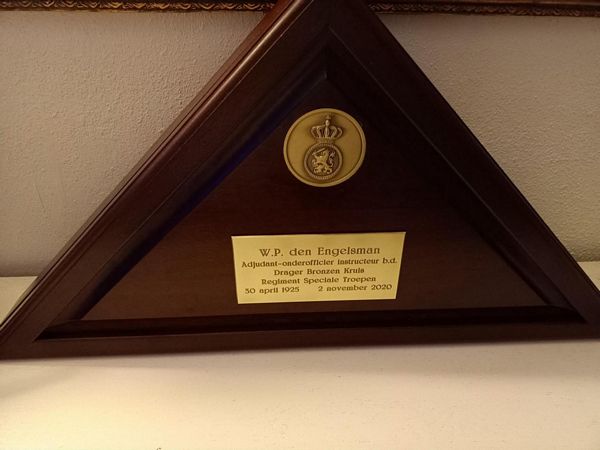 W.P. den Engelsman
Adjudant-onderofficier instructeur b.d.
Drager Bronzen Kruis
Regiment Speciale Troepen
30 april 1925 2 november 2020